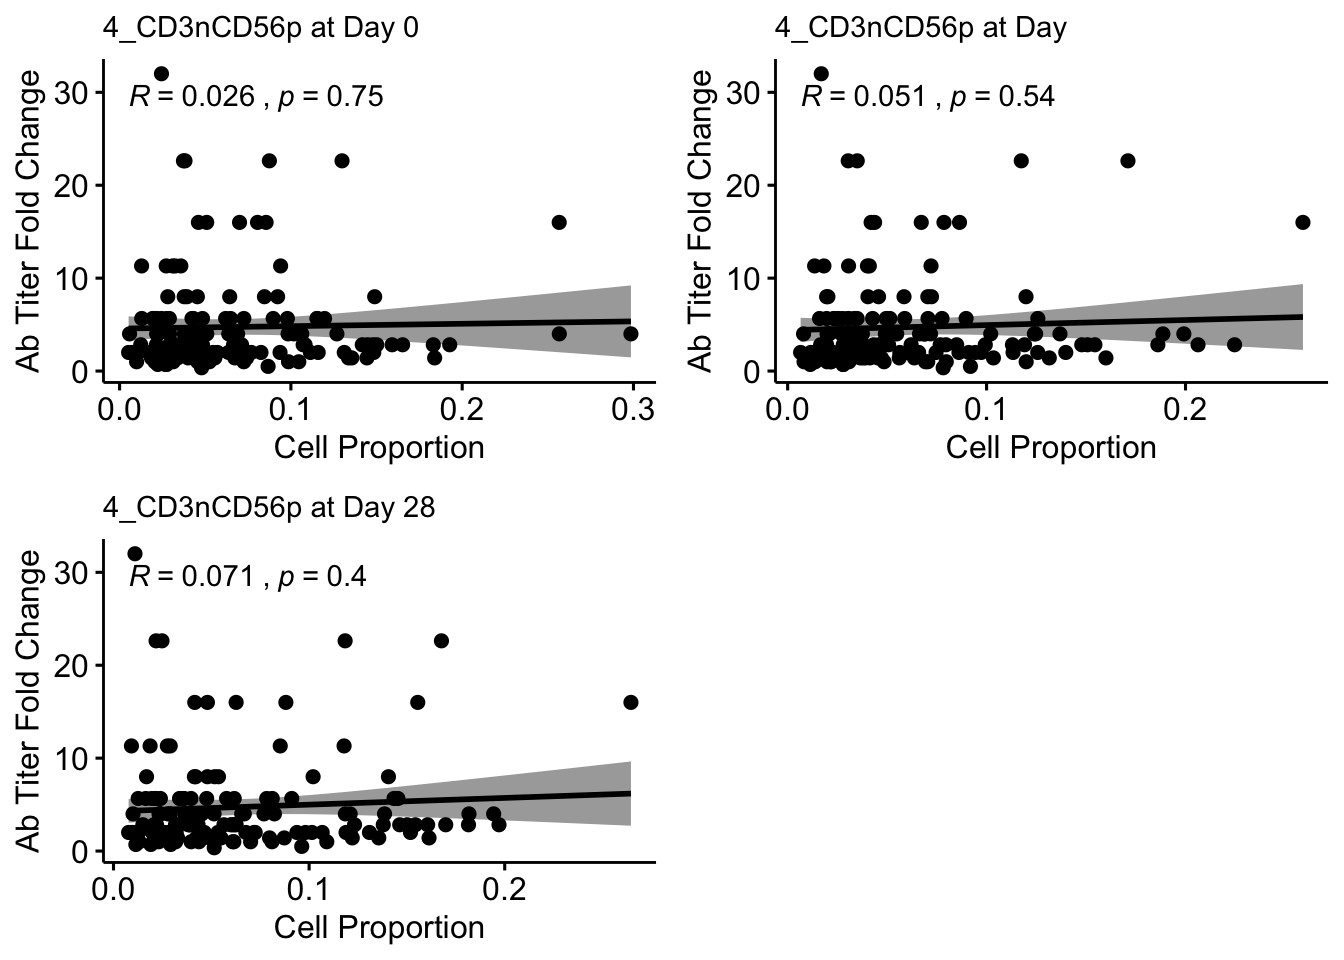 4_CD3nCD56p at Day 0
R = 0.026 , p = 0.75
Ab Titer Fold Change
30
20
10
0
0.0 0.1 0.2 0.3
Cell Proportion
4_CD3nCD56p at Day
R = 0.051 , p = 0.54
Ab Titer Fold Change
30
20
10
0
0.0 0.1 0.2
Cell Proportion
4_CD3nCD56p at Day 28
R = 0.071 , p = 0.4
Ab Titer Fold Change
30
20
10
0
0.0 0.1 0.2
Cell Proportion